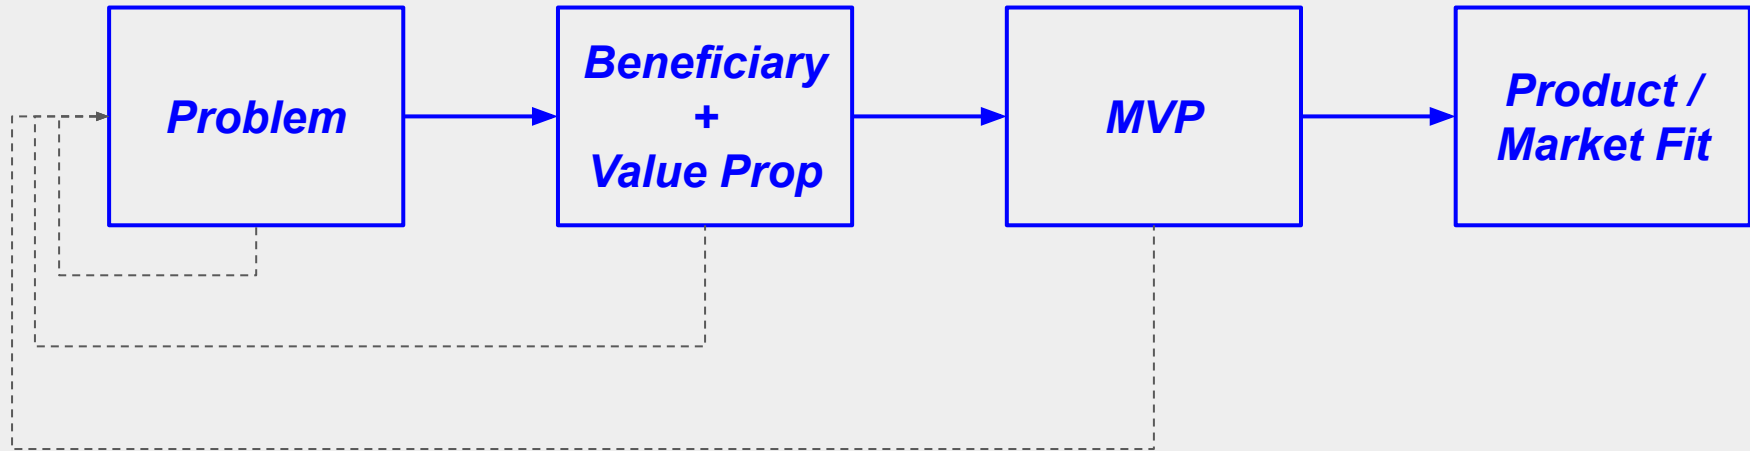 Problem
Beneficiary
+
Value Prop
MVP
Product /
Market Fit